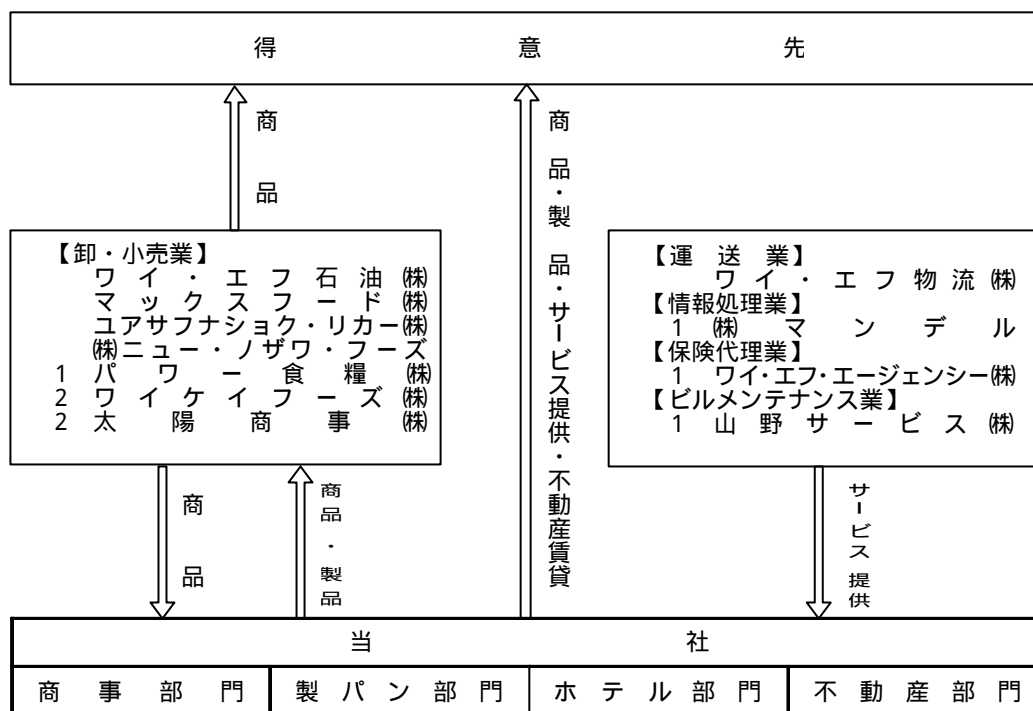 得意先
商品
商品・製品・サービス提供・不動産賃貸
【卸・小売業】
ワイ・エフ石油㈱
マックスフード㈱
ユアサフナショク・リカー㈱
㈱ニュー・ノザワ・フーズ
1 パワー食糧㈱
2 ワイケイフーズ㈱
2 太陽商事㈱
【運送業】
ワイ・エフ物流㈱
【情報処理業】
1 ㈱マンデル
【保険代理業】
1 ワイ・エフ・エージェンシー㈱
【ビルメンテナンス業】
1 山野サービス㈱
商品
商品・製品
サービス提供
当社
商事部門
製パン部門
ホテル部門
不動産部門